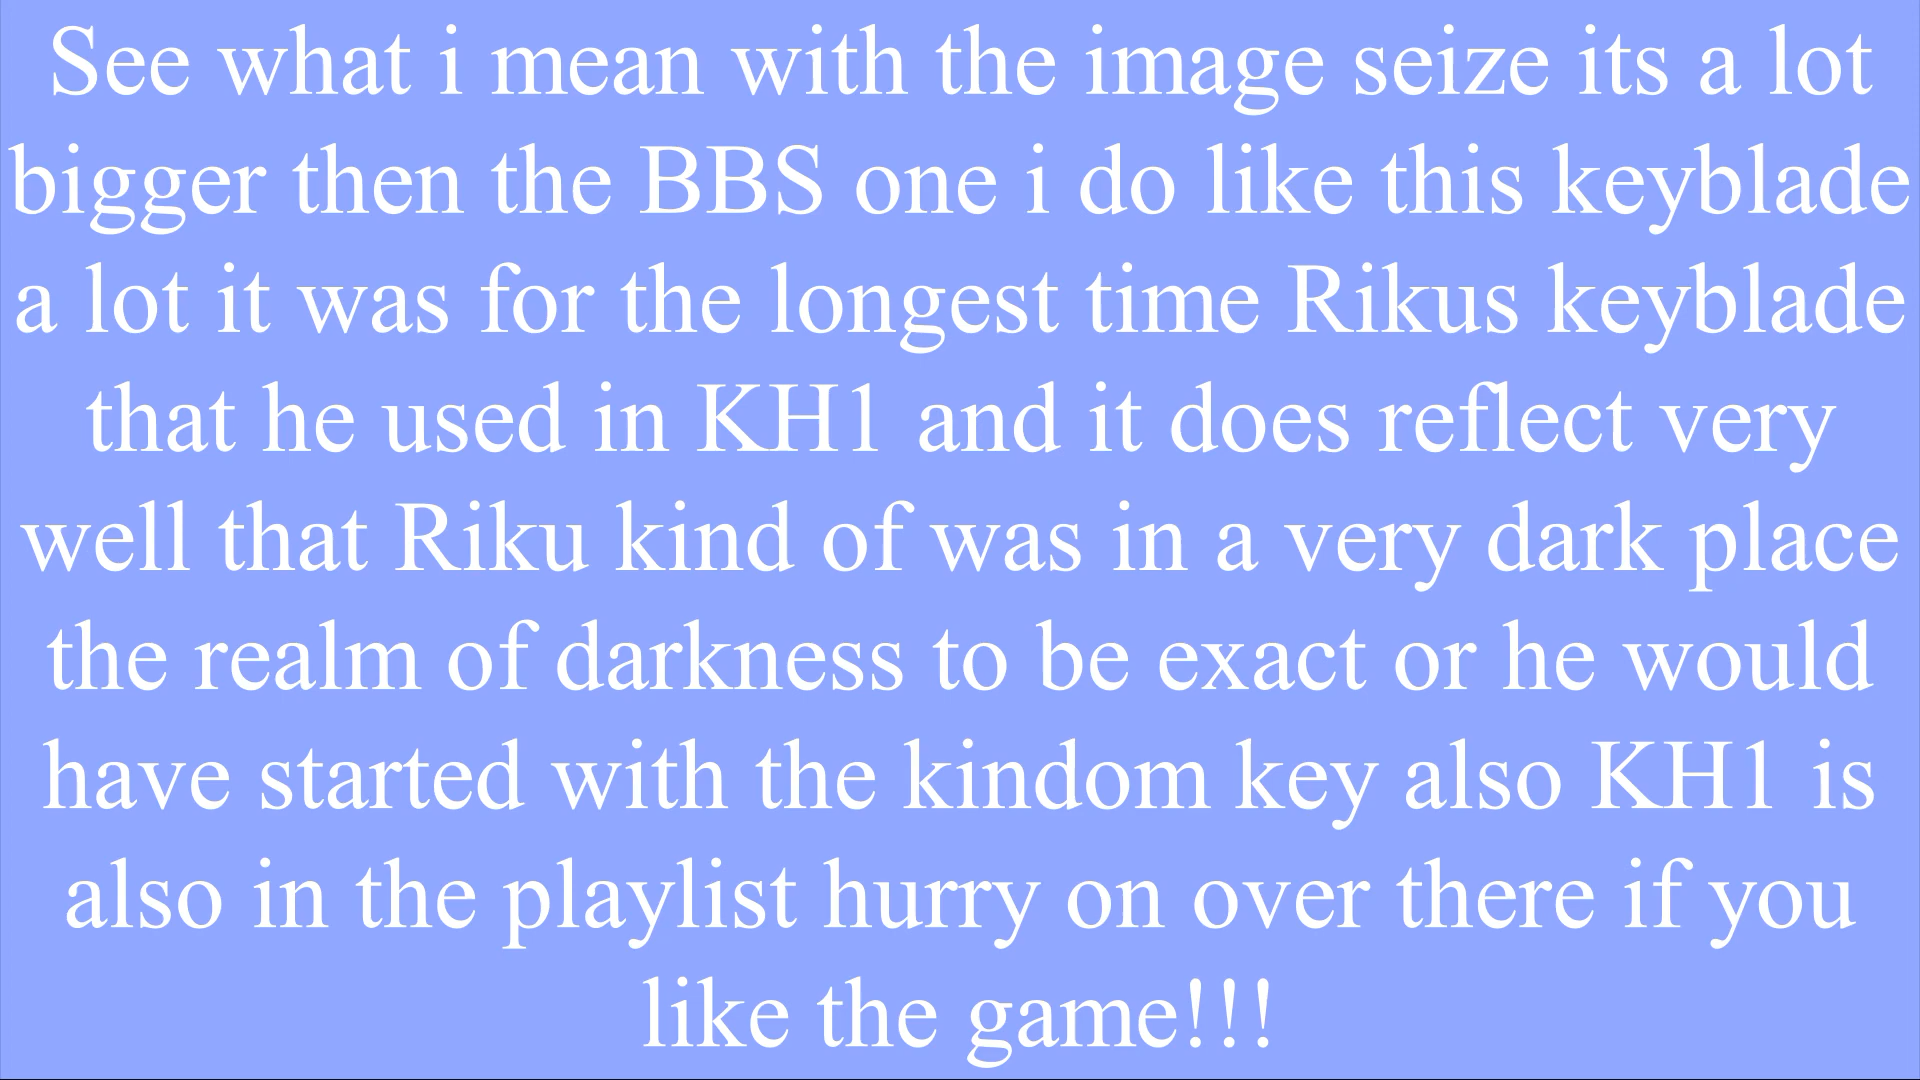 See what i mean with the image seize its a lot
bigger then the BBS one i do like this keyblade
a lot it was for the longest time Rikus keyblade
that he used in KH1 and it does reflect very
well that Riku kind of was in a very dark place
the realm of darkness to be exact or he would
have started with the kindom key also KH1 is
also in the playlist hurry on over there if you
like the game!!!